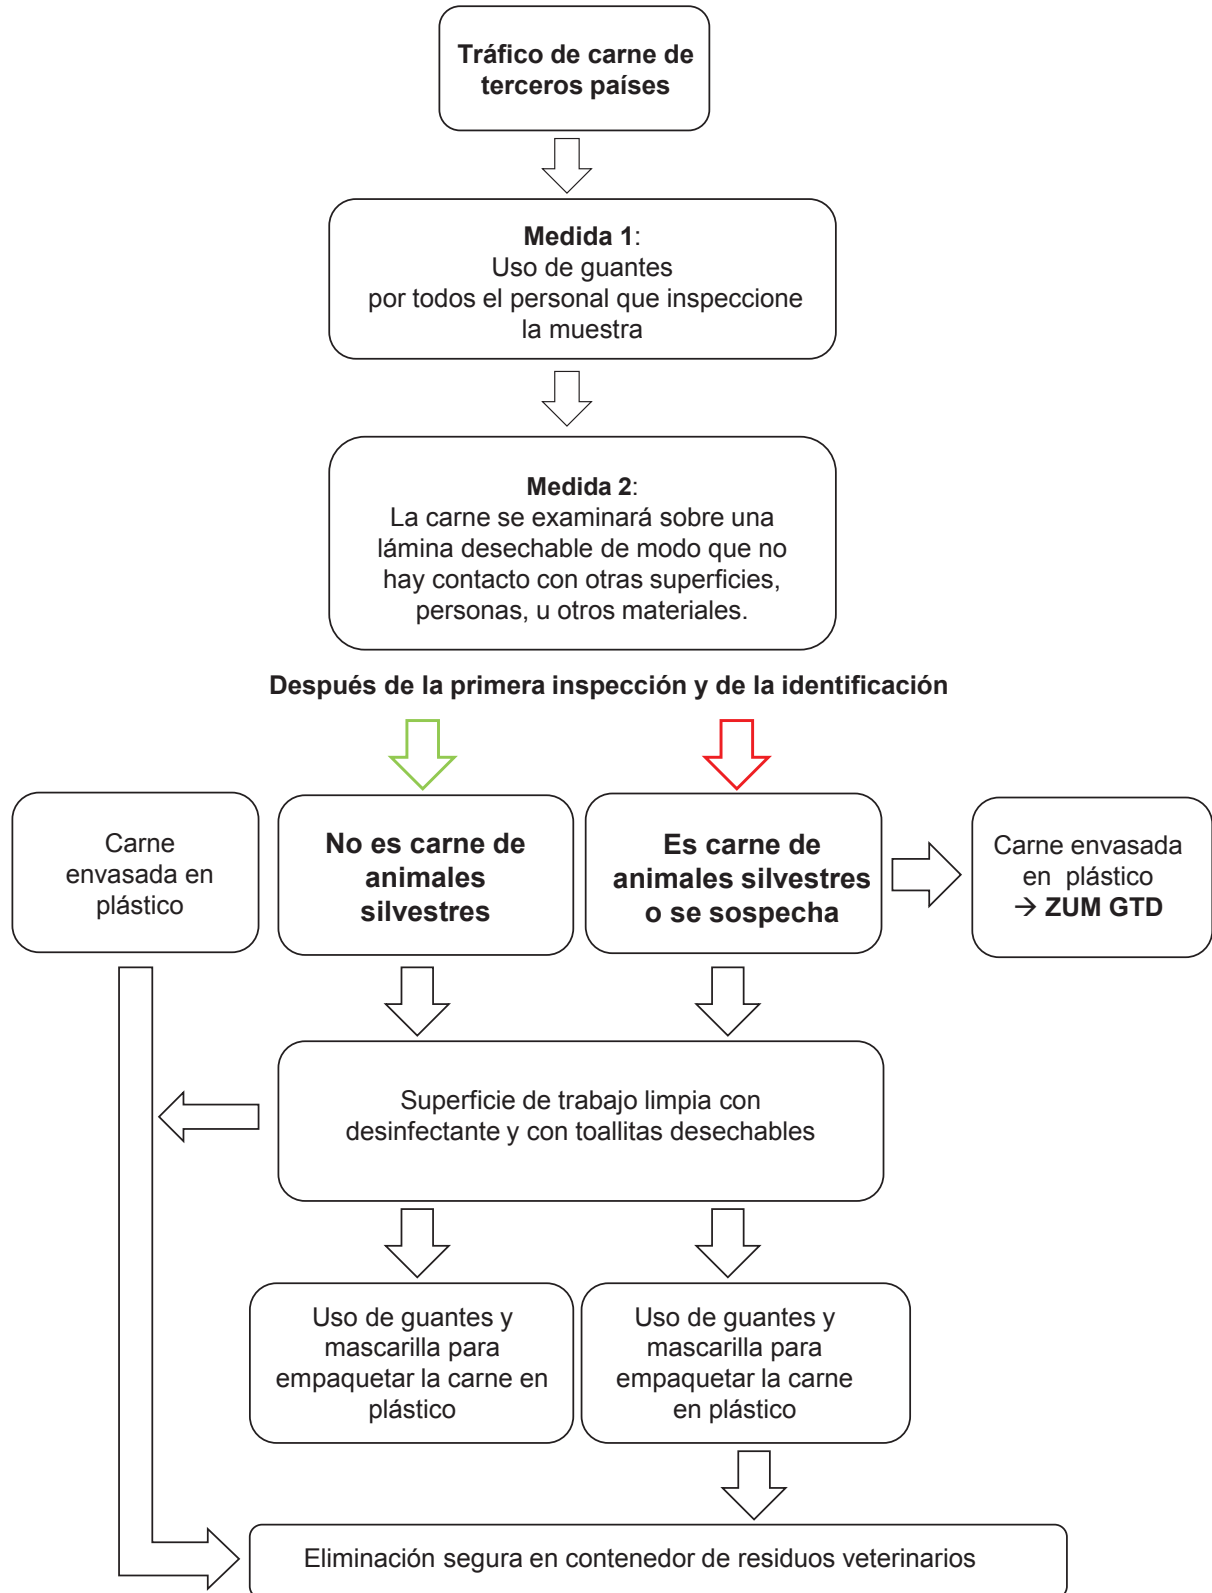 Tráfico de carne de
terceros países
Medida 1:
Uso de guantes
por todos el personal que inspeccione
la muestra
Medida 2:
La carne se examinará sobre una
lámina desechable de modo que no
hay contacto con otras superficies,
personas, u otros materiales.
Después de la primera inspección y de la identificación
Carne
envasada en
plástico
No es carne de
animales
silvestres
Es carne de
animales silvestres
o se sospecha
Carne envasada
en plástico
→ ZUM GTD
Superficie de trabajo limpia con
desinfectante y con toallitas desechables
Uso de guantes y
mascarilla para
empaquetar la carne en
plástico
Uso de guantes y
mascarilla para
empaquetar la carne
en plástico
Eliminación segura en contenedor de residuos veterinarios